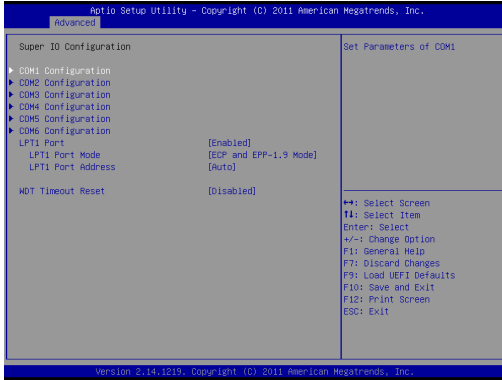 Aptio Setup Utility – Copyright (C) 2011 American Megatrends, Inc.
Advanced
Super IO Configuration
COM1 Configuration
COM2 Configuration
COM3 Configuration
COM4 Configuration
COM5 Configuration
COM6 Configuration
LPT1 Port [Enabled]
LPT1 Port Mode [ECP and EPP-1.9 Mode]
LPT1 Port Address [Auto]
WDT Timeout Reset [Disabled]
Set Parameters of COM1
↔: Select Screen
↑↓: Select Item
Enter: Select
+/-: Change Option
F1: General Help
F7: Discard Changes
F9: Load UEFI Defaults
F10: Save and Exit
F12: Print Screen
ESC: Exit
Version 2.14.1219. Copyright (C) 2011 American Megatrends, Inc.